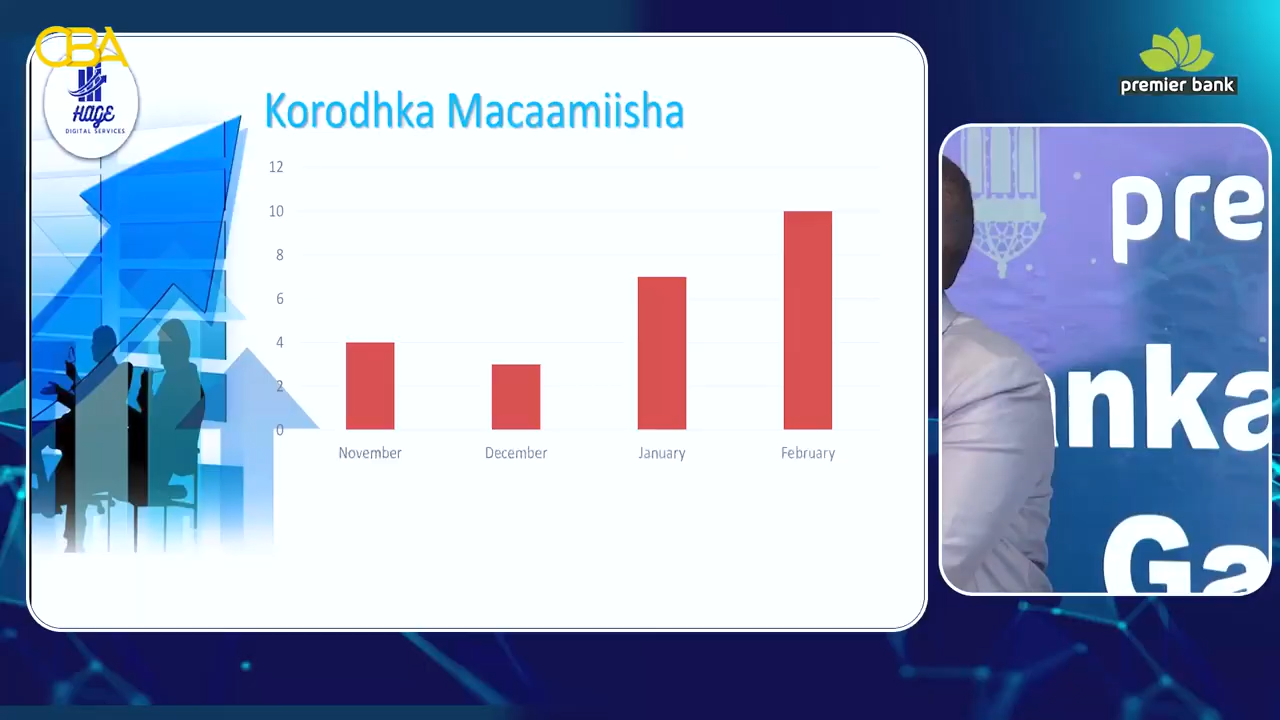 CBA
HAGE
DIGITAL SERVICES
Korodhka Macaamiisha
12
10
8
6
4
2
0
November
December
January
February
premier bank
pre
nka
Ga